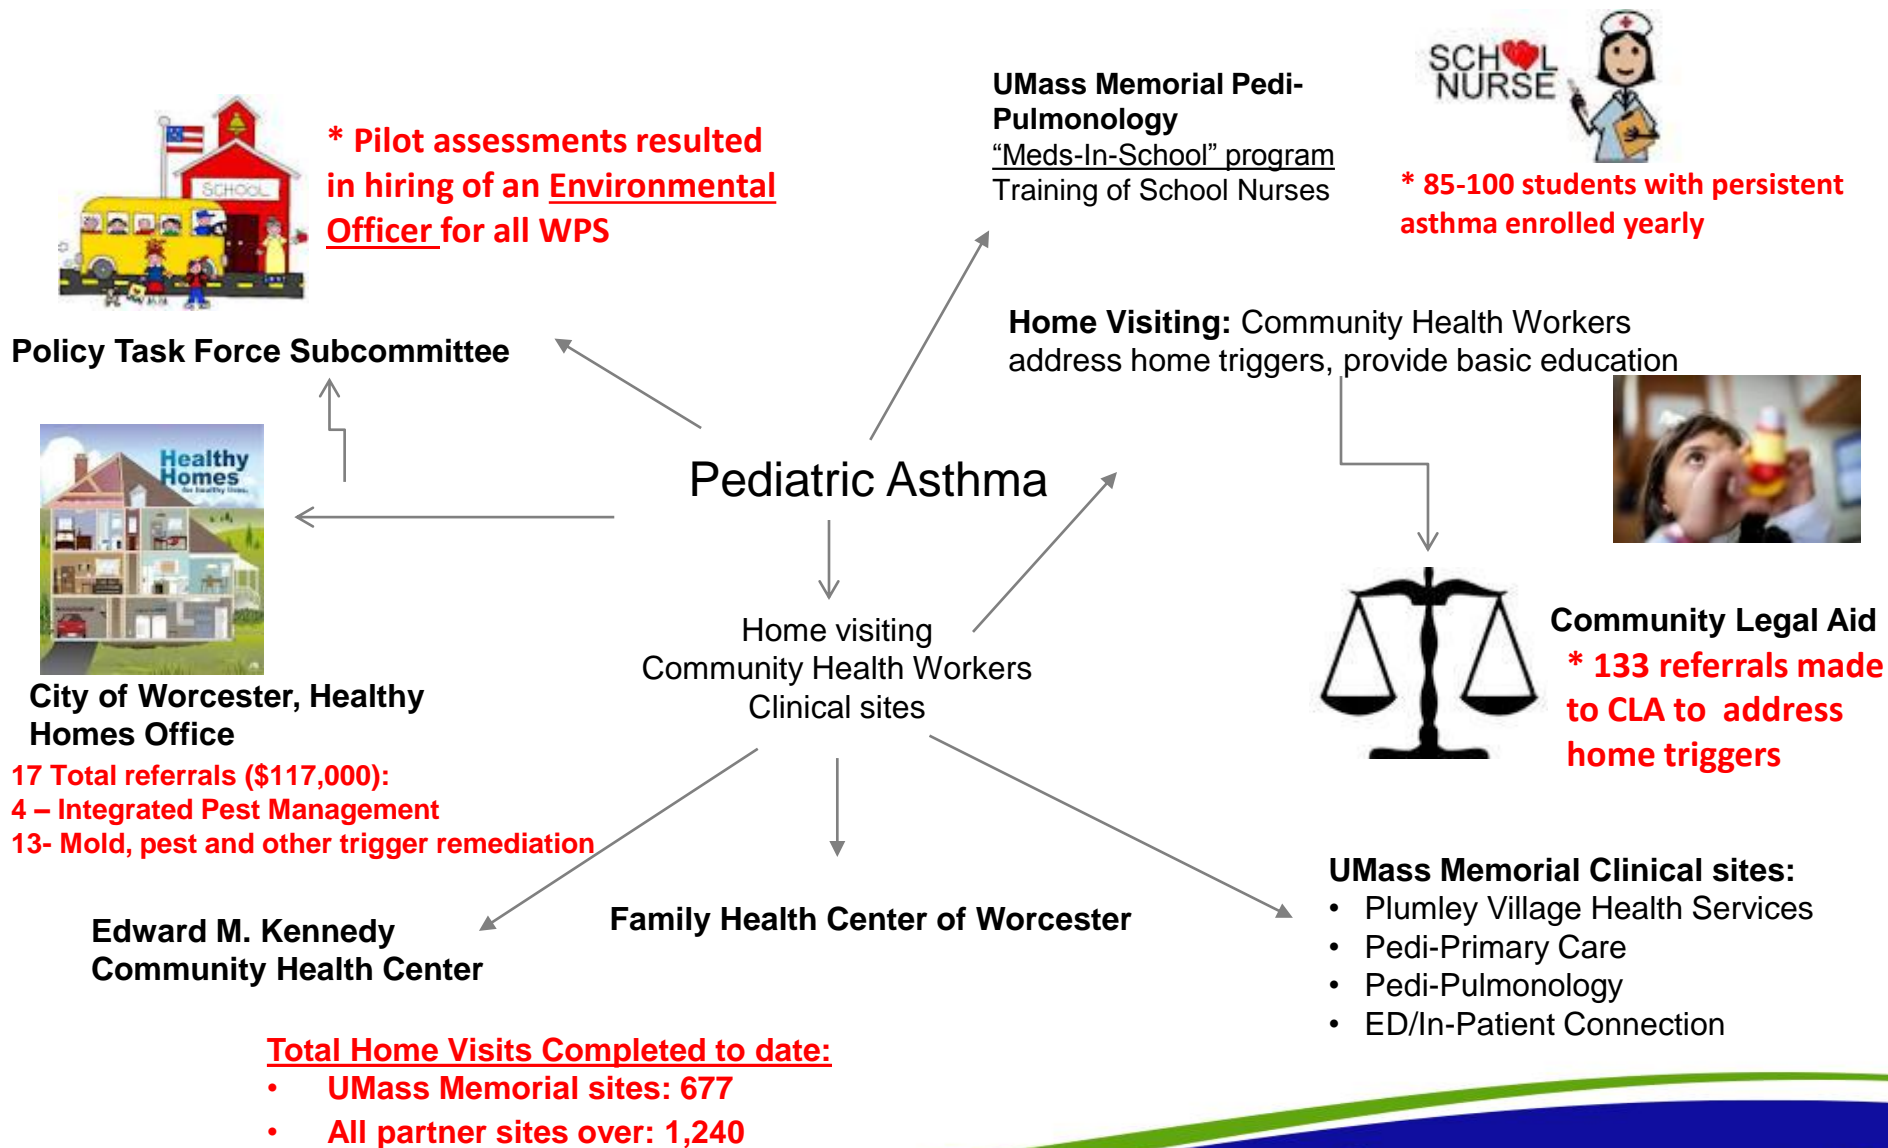 SCHOOL
* Pilot assessments resulted
in hiring of an Environmental
Officer for all WPS
Policy Task Force Subcommittee
UMass Memorial Pedi-
Pulmonology
“Meds-In-School” program
Training of School Nurses
SCH L
NURSE
* 85-100 students with persistent
asthma enrolled yearly
Home Visiting: Community Health Workers
address home triggers, provide basic education
Healthy
Homes
for healthy lives.
Pediatric Asthma
Home visiting
Community Health Workers
Clinical sites
City of Worcester, Healthy
Homes Office
17 Total referrals ($117,000):
4 – Integrated Pest Management
13- Mold, pest and other trigger remediation
Community Legal Aid
* 133 referrals made
to CLA to address
home triggers
Edward M. Kennedy
Community Health Center
Family Health Center of Worcester
UMass Memorial Clinical sites:
• Plumley Village Health Services
• Pedi-Primary Care
• Pedi-Pulmonology
• ED/In-Patient Connection
Total Home Visits Completed to date:
• UMass Memorial sites: 677
• All partner sites over: 1,240